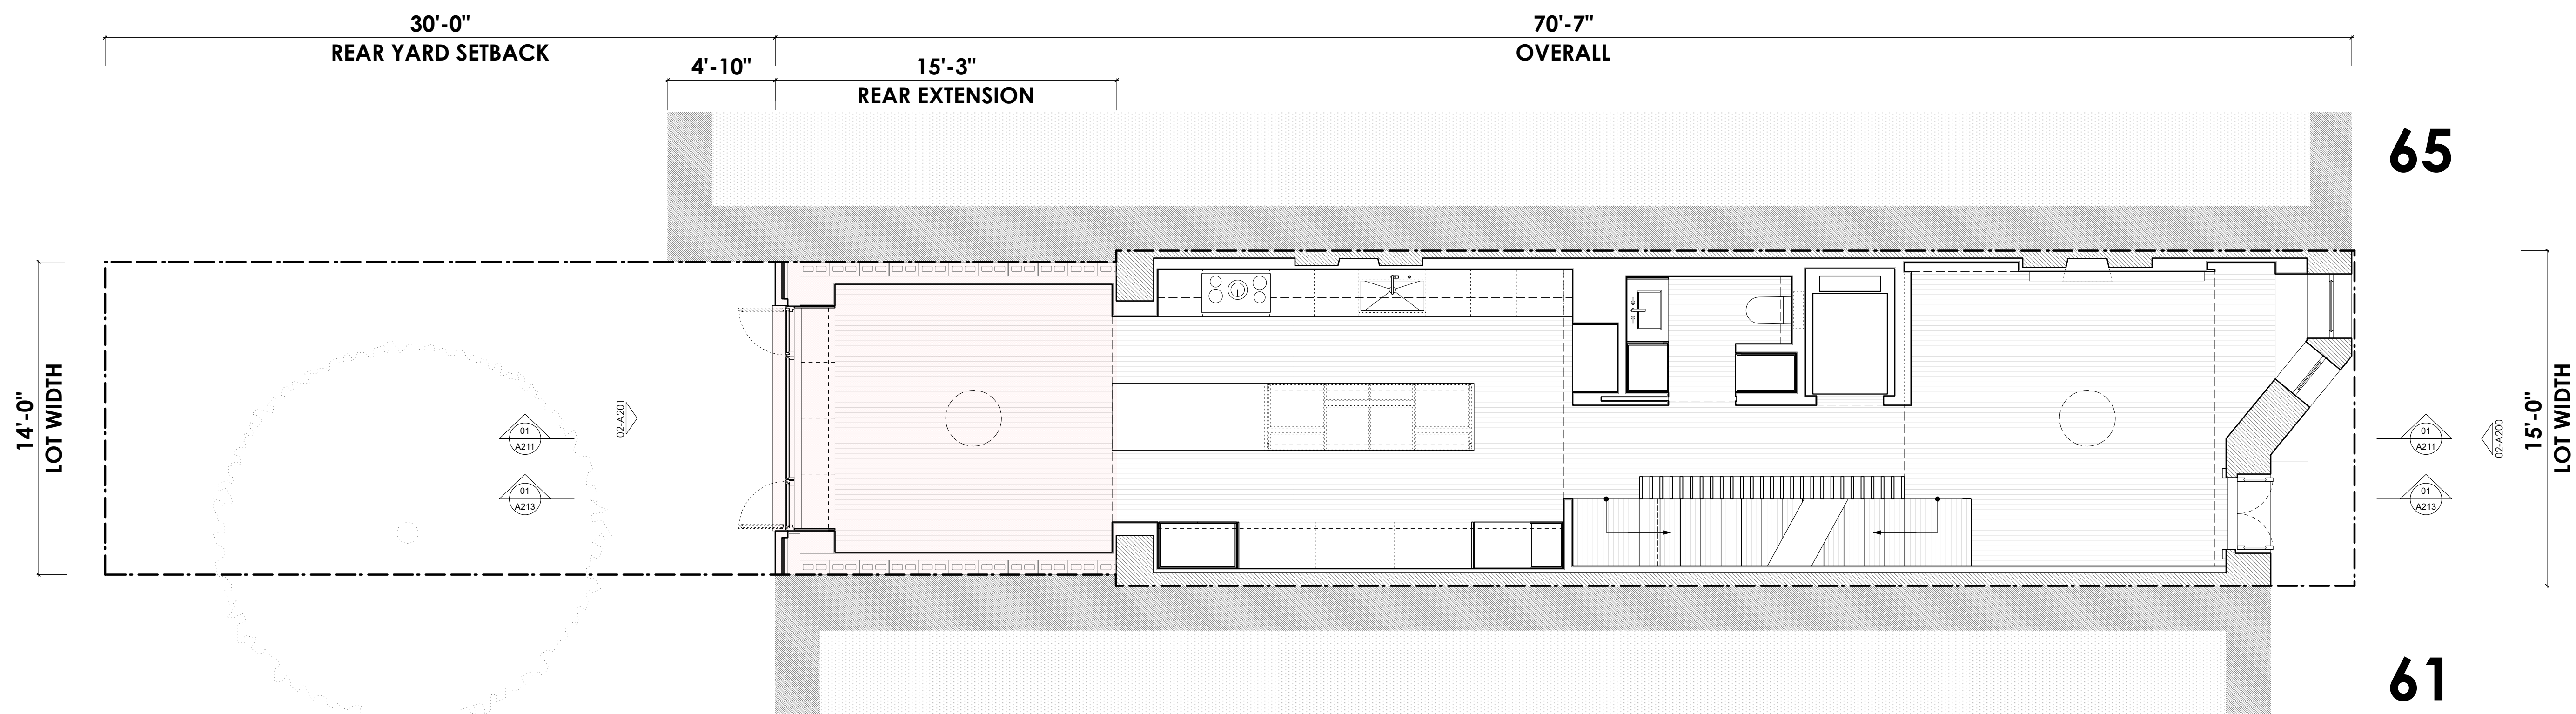 30'-0"
REAR YARD SETBACK
70'-7"
OVERALL
4'-10"
15'-3"
REAR EXTENSION
65
14'-0"
LOT WIDTH
01
A211
01
A213
02-A201
01
A211
01
A213
02-A200
15'-0"
LOT WIDTH
61